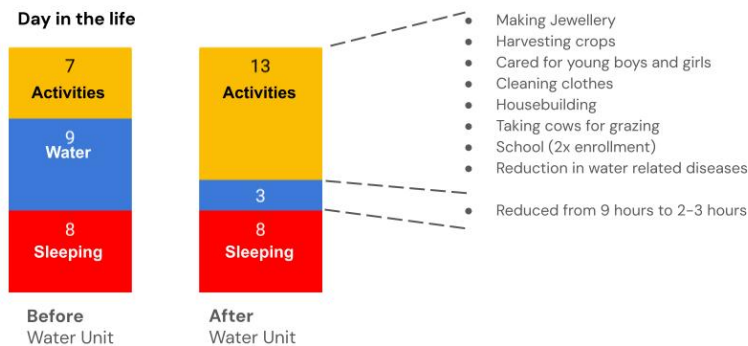 Day in the life
7
Activities
9
Water
8
Sleeping
Before
Water Unit
13
Activities
3
8
Sleeping
After
Water Unit
• Making Jewellery
• Harvesting crops
• Cared for young boys and girls
• Cleaning clothes
• Housebuilding
• Taking cows for grazing
• School (2x enrollment)
• Reduction in water related diseases
• Reduced from 9 hours to 2-3 hours